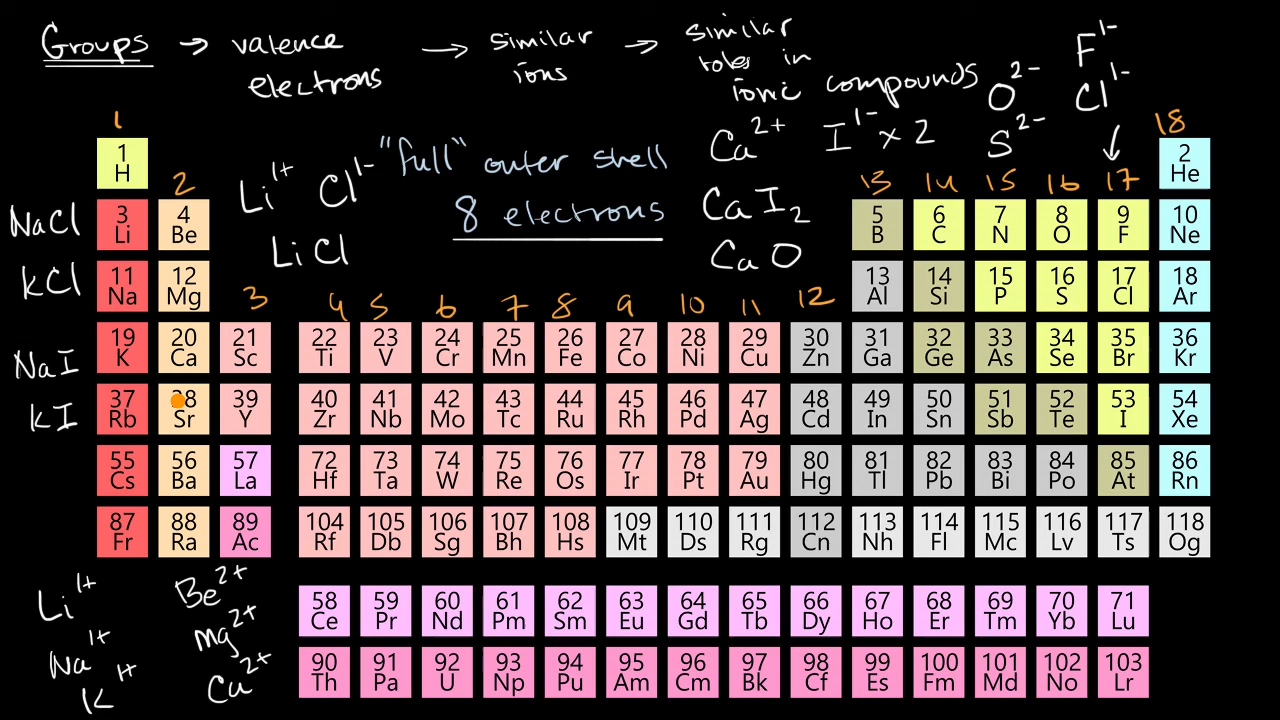 Groups → valence electrons → similar ions → similar roles in ionic compounds
F¹⁻
O²⁻ Cl¹⁻
S²⁻ ↓
Ca²⁺ I¹⁻ × 2
CaI₂
CaO
"full" outer shell
8 electrons
Li¹⁺ Cl¹⁻
LiCl
NaCl
KCl
NaI
KI
1 2 3 4 5 6 7 8 9 10 11 12 13 14 15 16 17 18
1 H 2 He
3 Li 4 Be 5 B 6 C 7 N 8 O 9 F 10 Ne
11 Na 12 Mg 13 Al 14 Si 15 P 16 S 17 Cl 18 Ar
19 K 20 Ca 21 Sc 22 Ti 23 V 24 Cr 25 Mn 26 Fe 27 Co 28 Ni 29 Cu 30 Zn 31 Ga 32 Ge 33 As 34 Se 35 Br 36 Kr
37 Rb 38 Sr 39 Y 40 Zr 41 Nb 42 Mo 43 Tc 44 Ru 45 Rh 46 Pd 47 Ag 48 Cd 49 In 50 Sn 51 Sb 52 Te 53 I 54 Xe
55 Cs 56 Ba 57 La 72 Hf 73 Ta 74 W 75 Re 76 Os 77 Ir 78 Pt 79 Au 80 Hg 81 Tl 82 Pb 83 Bi 84 Po 85 At 86 Rn
87 Fr 88 Ra 89 Ac 104 Rf 105 Db 106 Sg 107 Bh 108 Hs 109 Mt 110 Ds 111 Rg 112 Cn 113 Nh 114 Fl 115 Mc 116 Lv 117 Ts 118 Og
58 Ce 59 Pr 60 Nd 61 Pm 62 Sm 63 Eu 64 Gd 65 Tb 66 Dy 67 Ho 68 Er 69 Tm 70 Yb 71 Lu
90 Th 91 Pa 92 U 93 Np 94 Pu 95 Am 96 Cm 97 Bk 98 Cf 99 Es 100 Fm 101 Md 102 No 103 Lr
Li¹⁺ Be²⁺
Na¹⁺ Mg²⁺
K¹⁺ Ca²⁺